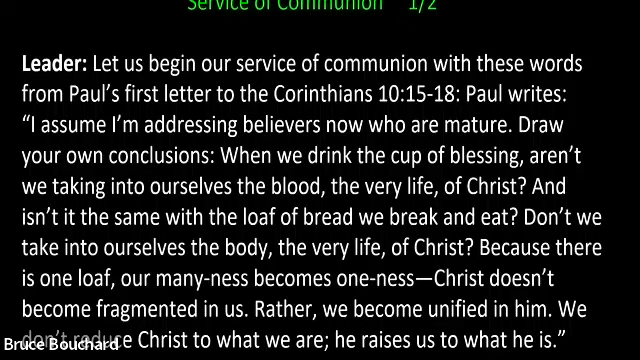 Service of Communion 1/2
Leader: Let us begin our service of communion with these words
from Paul’s first letter to the Corinthians 10:15-18: Paul writes:
“I assume I’m addressing believers now who are mature. Draw
your own conclusions: When we drink the cup of blessing, aren’t
we taking into ourselves the blood, the very life, of Christ? And
isn’t it the same with the loaf of bread we break and eat? Don’t we
take into ourselves the body, the very life, of Christ? Because there
is one loaf, our many-ness becomes one-ness—Christ doesn’t
become fragmented in us. Rather, we become unified in him. We
don’t reduce Christ to what we are; he raises us to what he is.”
Bruce Bouchard